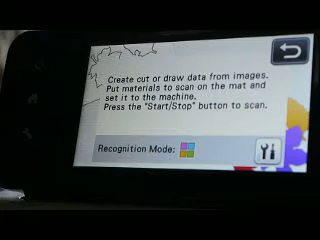 Create cut or draw data from images.
Put materials to scan on the mat and
set it to the machine.
Press the "Start/Stop" button to scan.
Recognition Mode: